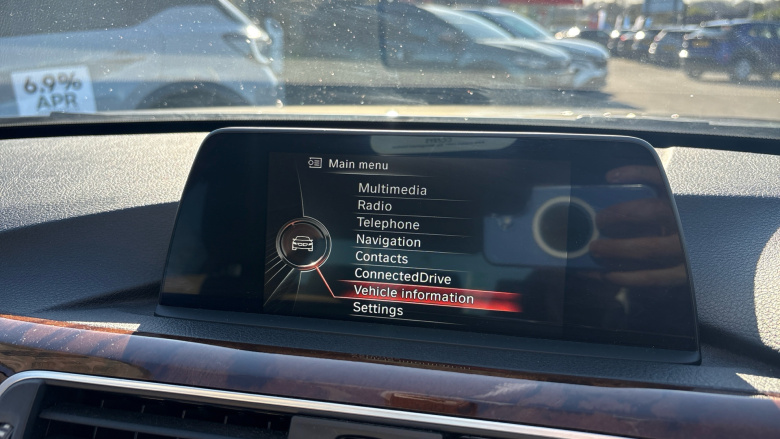 6.9%
APR
Main menu
Multimedia
Radio
Telephone
Navigation
Contacts
ConnectedDrive
Vehicle information
Settings